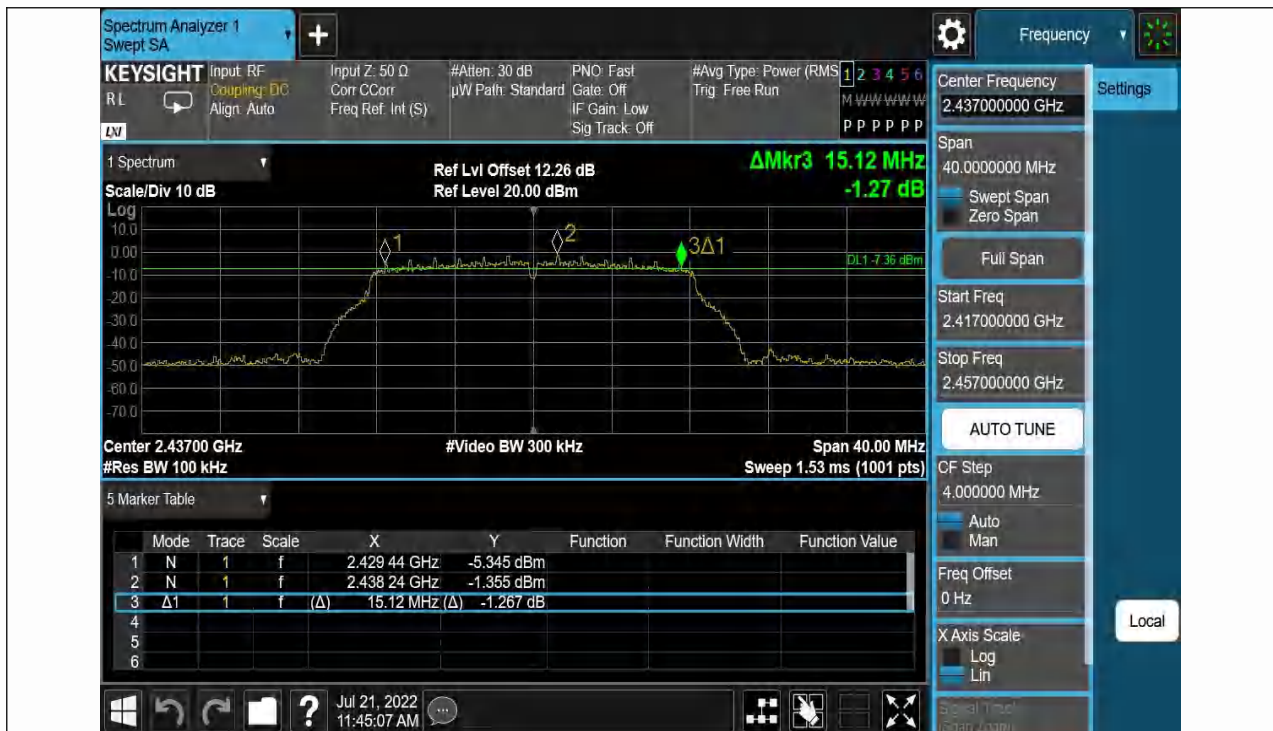 Spectrum Analyzer 1
Swept SA
+
Frequency
KEYSIGHT
R L
LXI
Input: RF
Coupling: DC
Align: Auto
Input Z: 50 Ω
Corr CCorr
Freq Ref: Int (S)
#Atten: 30 dB
µW Path: Standard
PNO: Fast
Gate: Off
IF Gain: Low
Sig Track: Off
#Avg Type: Power (RMS
Trig: Free Run
1 2 3 4 5 6
M W W W W W
P P P P P P
1 Spectrum
Scale/Div 10 dB
Ref Lvl Offset 12.26 dB
Ref Level 20.00 dBm
ΔMkr3 15.12 MHz
-1.27 dB
Log
10.0
0.00
-10.0
-20.0
-30.0
-40.0
-50.0
-60.0
-70.0
1
2
3Δ1
DL1 -7.36 dBm
Center 2.43700 GHz
#Video BW 300 kHz
Span 40.00 MHz
#Res BW 100 kHz
Sweep 1.53 ms (1001 pts)
5 Marker Table
Mode Trace Scale X Y Function Function Width Function Value
1 N 1 f 2.429 44 GHz -5.345 dBm
2 N 1 f 2.438 24 GHz -1.355 dBm
3 Δ1 1 f (Δ) 15.12 MHz (Δ) -1.267 dB
4
5
6
?
Jul 21, 2022
11:45:07 AM
Center Frequency
2.437000000 GHz
Span
40.0000000 MHz
Swept Span
Zero Span
Full Span
Start Freq
2.417000000 GHz
Stop Freq
2.457000000 GHz
AUTO TUNE
CF Step
4.000000 MHz
Auto
Man
Freq Offset
0 Hz
X Axis Scale
Log
Lin
Signal Track
(Span Zoom)
Settings
Local